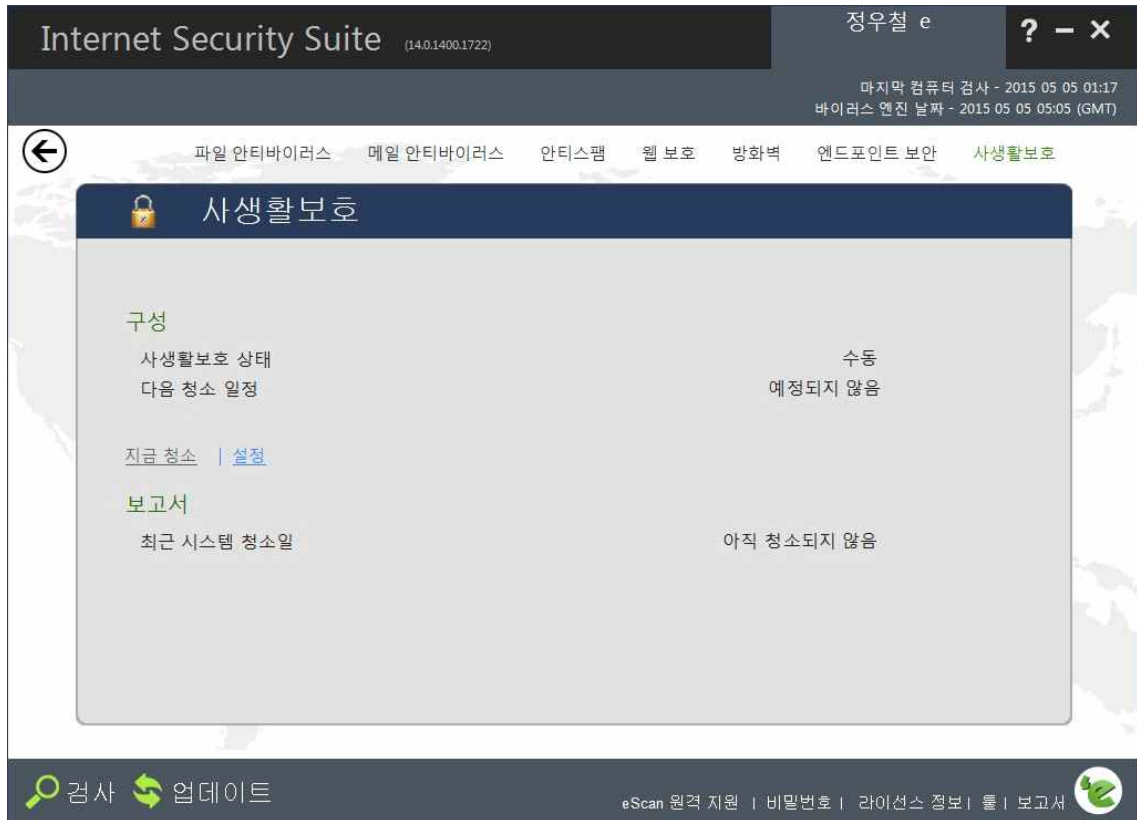 Internet Security Suite (14.0.1400.1722)
정우철 e
? – ×
마지막 컴퓨터 검사 - 2015 05 05 01:17
바이러스 엔진 날짜 - 2015 05 05 05:05 (GMT)
파일 안티바이러스 메일 안티바이러스 안티스팸 웹 보호 방화벽 엔드포인트 보안 사생활보호
사생활보호
구성
사생활보호 상태 수동
다음 청소 일정 예정되지 않음
지금 청소 | 설정
보고서
최근 시스템 청소일 아직 청소되지 않음
검사 업데이트
eScan 원격 지원 | 비밀번호 | 라이선스 정보 | 툴 | 보고서